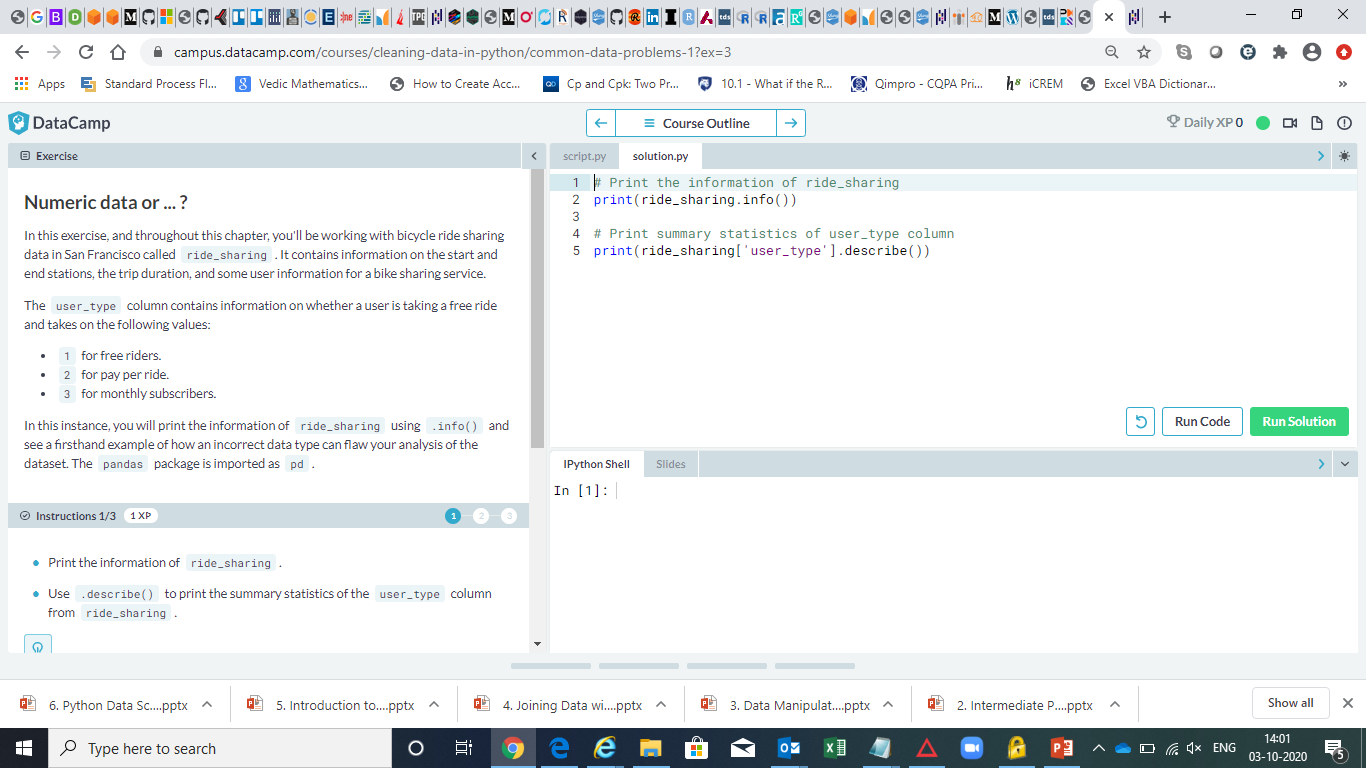 campus.datacamp.com/courses/cleaning-data-in-python/common-data-problems-1?ex=3
Apps
Standard Process Fl...
Vedic Mathematics...
How to Create Acc...
Cp and Cpk: Two Pr...
10.1 - What if the R...
Qimpro - CQPA Pri...
iCREM
Excel VBA Dictionar...
»
DataCamp
Course Outline
Daily XP 0
Exercise
Numeric data or ... ?
In this exercise, and throughout this chapter, you'll be working with bicycle ride sharing
data in San Francisco called ride_sharing . It contains information on the start and
end stations, the trip duration, and some user information for a bike sharing service.
The user_type column contains information on whether a user is taking a free ride
and takes on the following values:
• 1 for free riders.
• 2 for pay per ride.
• 3 for monthly subscribers.
In this instance, you will print the information of ride_sharing using .info() and
see a firsthand example of how an incorrect data type can flaw your analysis of the
dataset. The pandas package is imported as pd .
Instructions 1/3 1 XP
1 2 3
• Print the information of ride_sharing .
• Use .describe() to print the summary statistics of the user_type column
from ride_sharing .
script.py
solution.py
1 # Print the information of ride_sharing
2 print(ride_sharing.info())
3
4 # Print summary statistics of user_type column
5 print(ride_sharing['user_type'].describe())
Run Code
Run Solution
IPython Shell
Slides
In [1]:
6. Python Data Sc....pptx
5. Introduction to....pptx
4. Joining Data wi....pptx
3. Data Manipulat....pptx
2. Intermediate P....pptx
Show all
Type here to search
ENG
14:01
03-10-2020
5